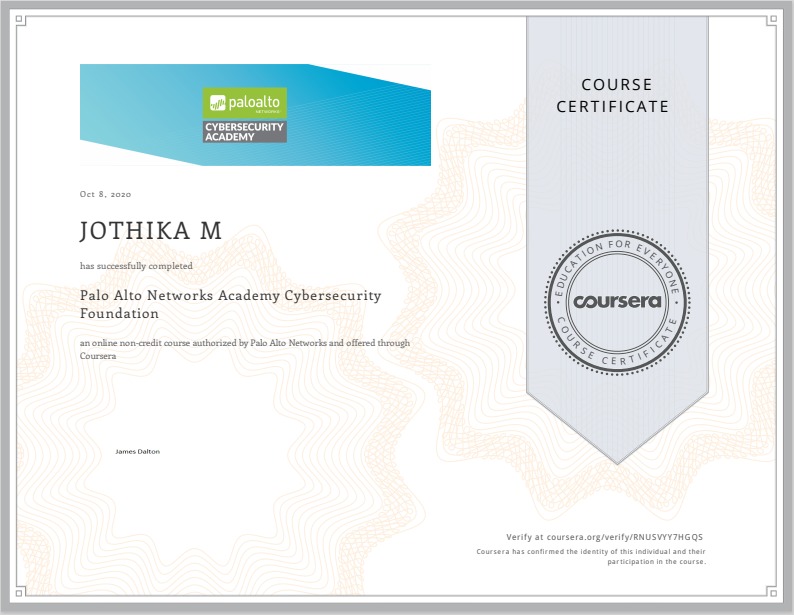 COURSE
CERTIFICATE
paloalto
NETWORKS
CYBERSECURITY
ACADEMY
Oct 8, 2020
JOTHIKA M
has successfully completed
Palo Alto Networks Academy Cybersecurity
Foundation
an online non-credit course authorized by Palo Alto Networks and offered through
Coursera
EDUCATION FOR EVERYONE
coursera
COURSE CERTIFICATE
James Dalton
Verify at coursera.org/verify/RNUSVYY7HGQS
Coursera has confirmed the identity of this individual and their
participation in the course.